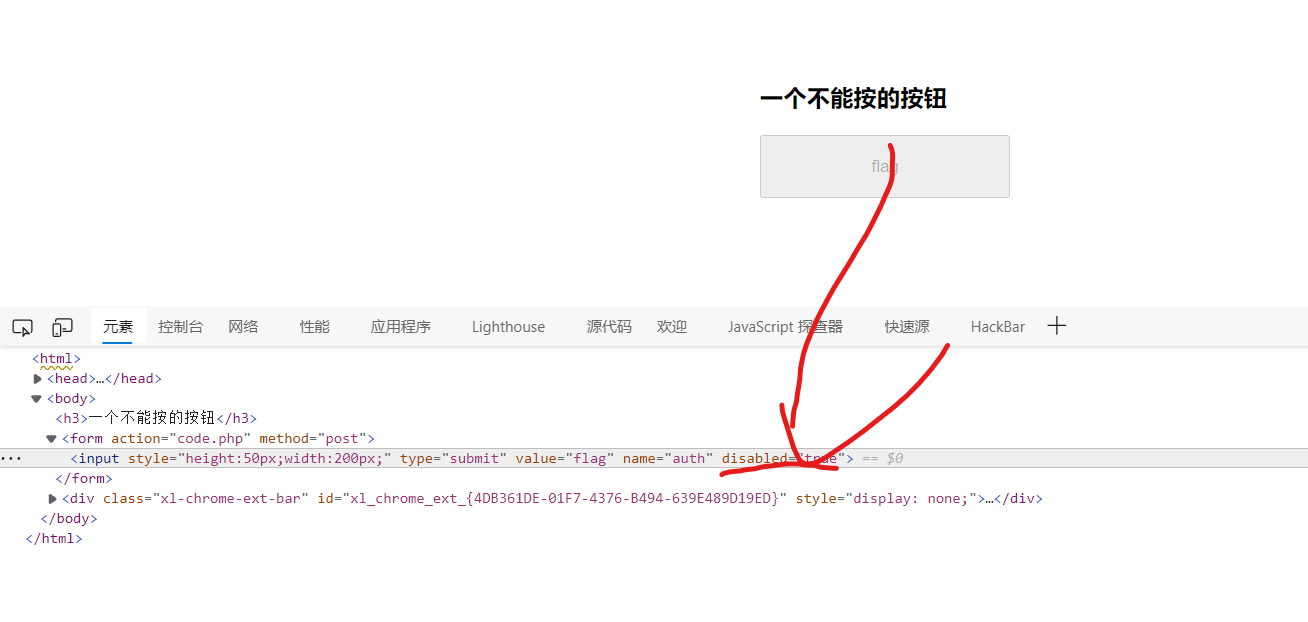 一个不能按的按钮
flag
元素 控制台 网络 性能 应用程序 Lighthouse 源代码 欢迎 JavaScript 探查器 快速源 HackBar
<html>
<head>…</head>
<body>
<h3>一个不能按的按钮</h3>
<form action="code.php" method="post">
<input style="height:50px;width:200px;" type="submit" value="flag" name="auth" disabled="true"> == $0
</form>
<div class="xl-chrome-ext-bar" id="xl_chrome_ext_{4DB361DE-01F7-4376-B494-639E489D19ED}" style="display: none;">…</div>
</body>
</html>